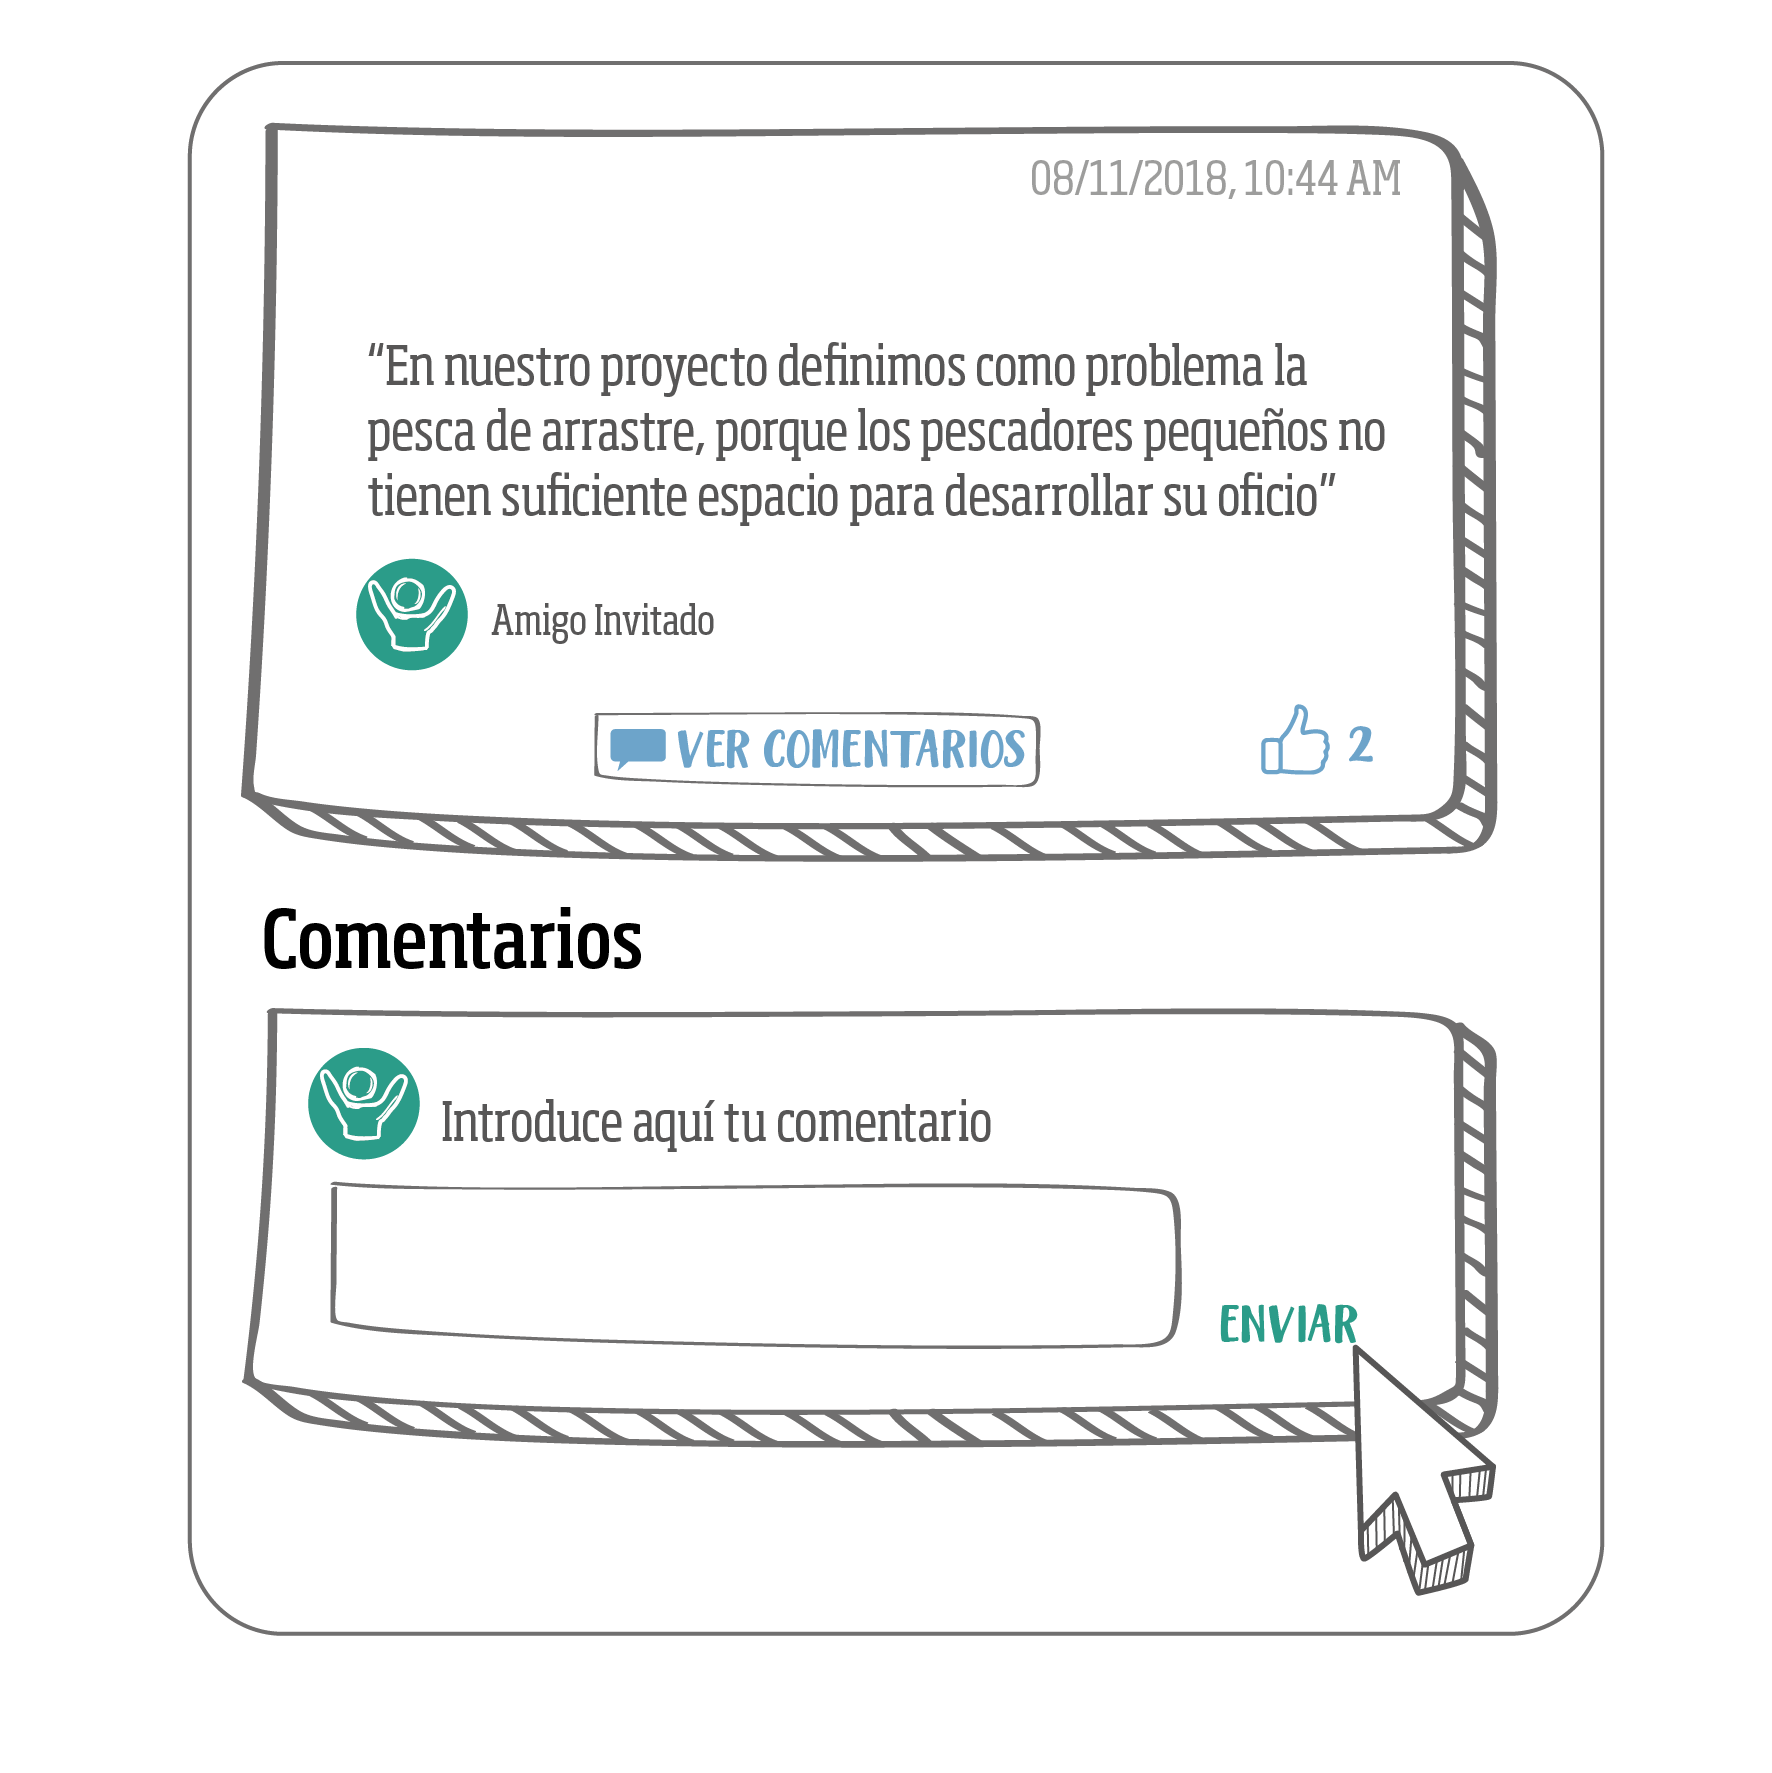 08/11/2018, 10:44 AM
“En nuestro proyecto definimos como problema la
pesca de arrastre, porque los pescadores pequeños no
tienen suficiente espacio para desarrollar su oficio”
Amigo Invitado
VER COMENTARIOS
2
Comentarios
Introduce aquí tu comentario
ENVIAR